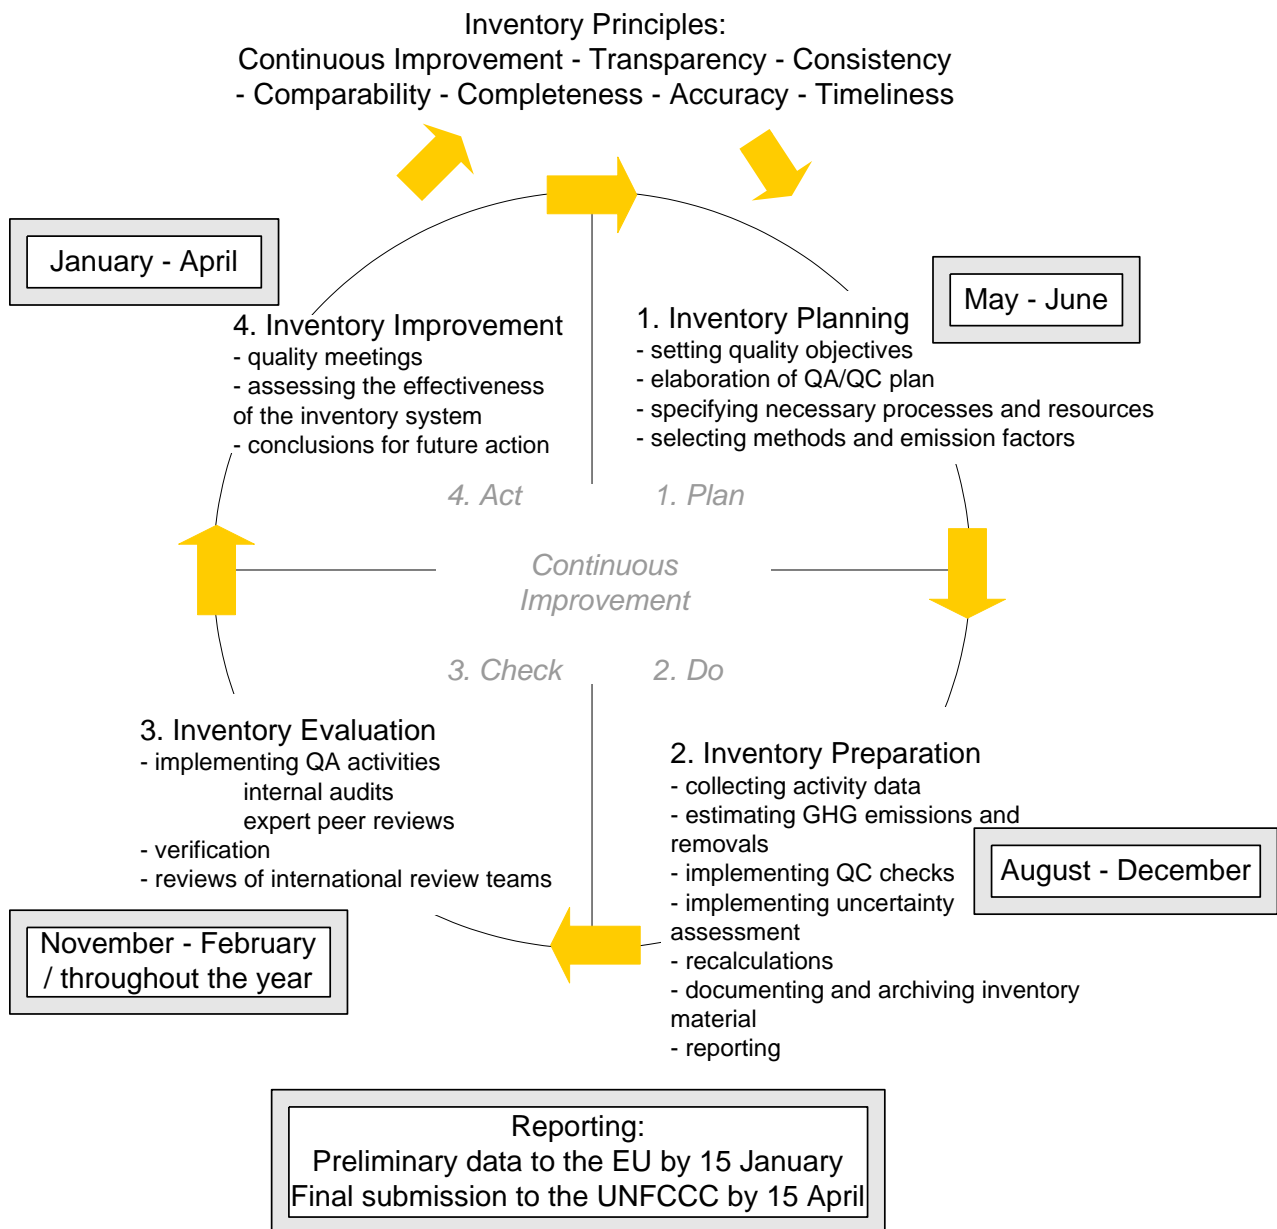 Inventory Principles:
Continuous Improvement - Transparency - Consistency
- Comparability - Completeness - Accuracy - Timeliness
January - April
May - June
4. Inventory Improvement
- quality meetings
- assessing the effectiveness
of the inventory system
- conclusions for future action
1. Inventory Planning
- setting quality objectives
- elaboration of QA/QC plan
- specifying necessary processes and resources
- selecting methods and emission factors
4. Act
1. Plan
Continuous
Improvement
3. Check
2. Do
3. Inventory Evaluation
- implementing QA activities
internal audits
expert peer reviews
- verification
- reviews of international review teams
2. Inventory Preparation
- collecting activity data
- estimating GHG emissions and
removals
- implementing QC checks
- implementing uncertainty
assessment
- recalculations
- documenting and archiving inventory
material
- reporting
August - December
November - February
/ throughout the year
Reporting:
Preliminary data to the EU by 15 January
Final submission to the UNFCCC by 15 April